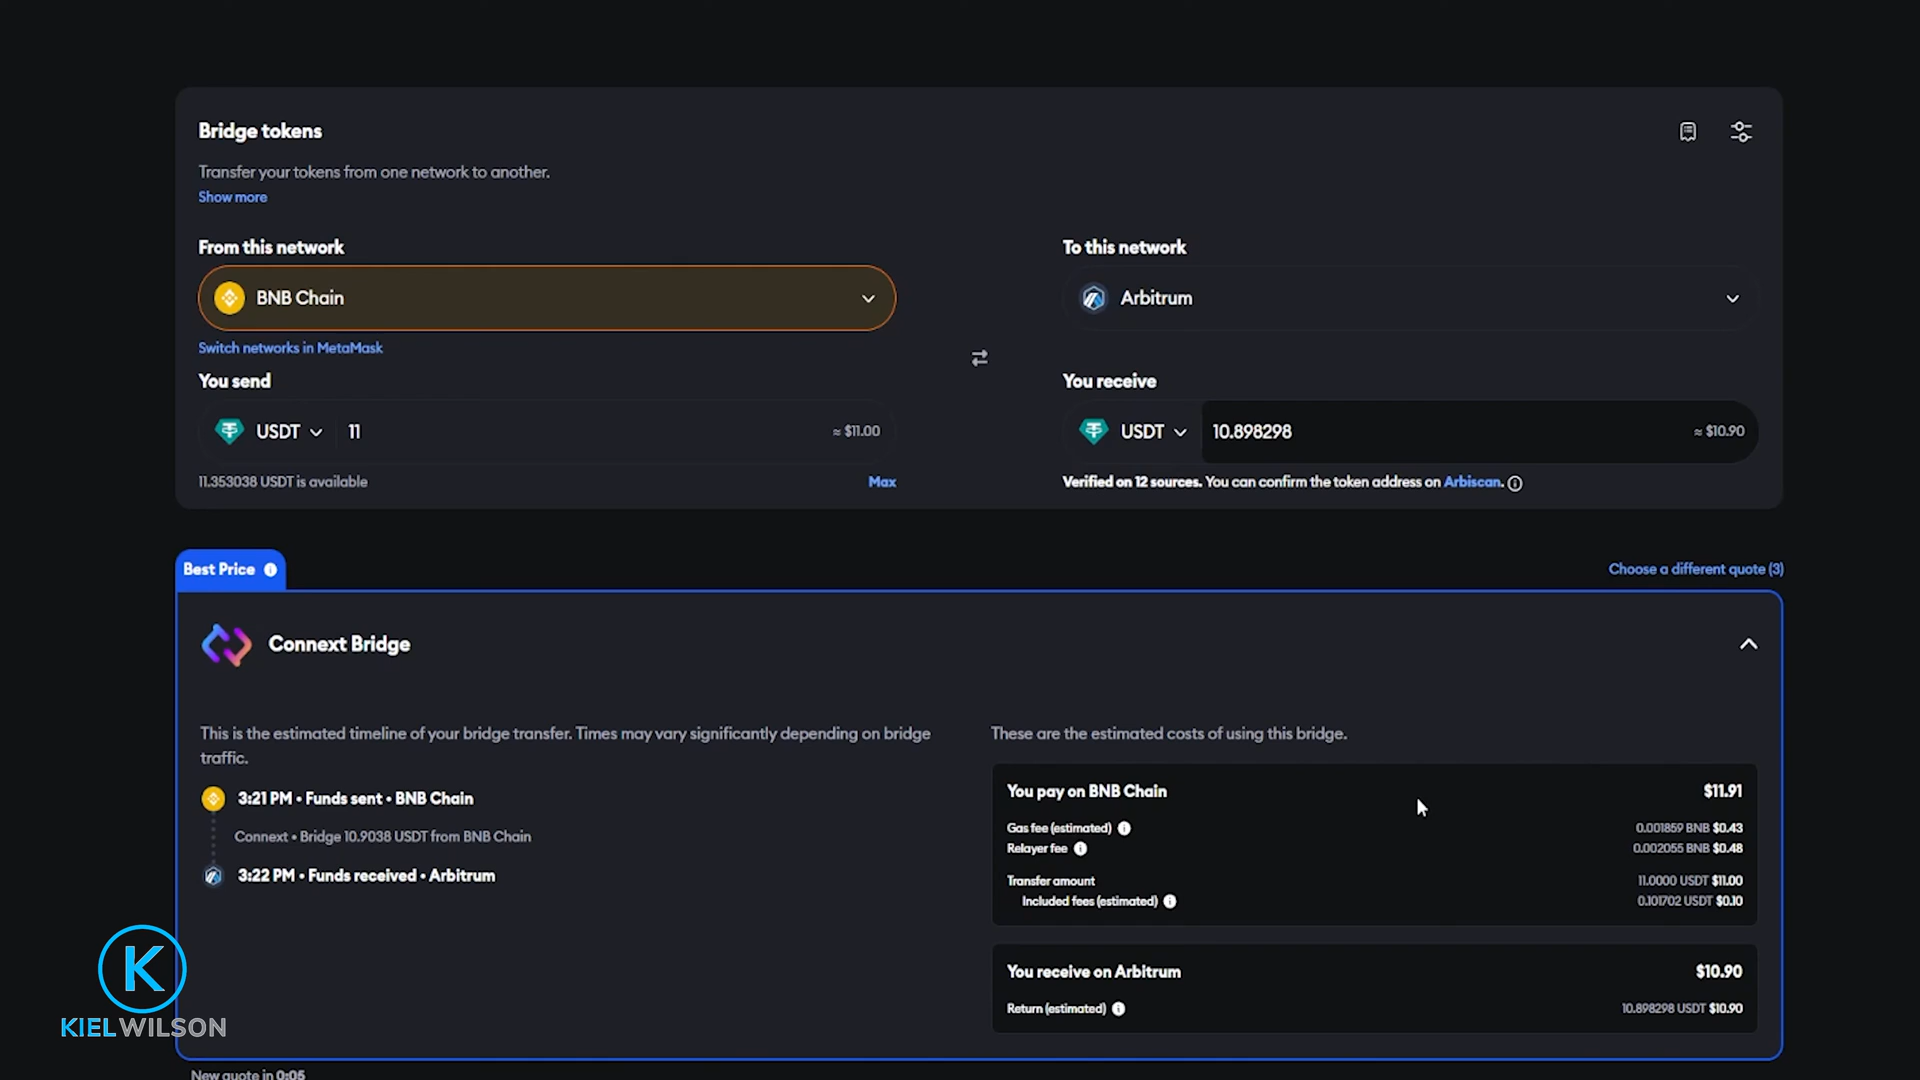 Bridge tokens
Transfer your tokens from one network to another.
Show more
From this network
To this network
BNB Chain
Arbitrum
Switch networks in MetaMask
You send
You receive
USDT 11 ≈ $11.00
USDT 10.898298 ≈ $10.90
11.353038 USDT is available Max
Verified on 12 sources. You can confirm the token address on Arbiscan.
Best Price
Choose a different quote (3)
Connext Bridge
This is the estimated timeline of your bridge transfer. Times may vary significantly depending on bridge
traffic.
3:21 PM • Funds sent • BNB Chain
Connext • Bridge 10.9038 USDT from BNB Chain
3:22 PM • Funds received • Arbitrum
These are the estimated costs of using this bridge.
You pay on BNB Chain $11.91
Gas fee (estimated) 0.001859 BNB $0.43
Relayer fee 0.002055 BNB $0.48
Transfer amount 11.0000 USDT $11.00
Included fees (estimated) 0.101702 USDT $0.10
You receive on Arbitrum $10.90
Return (estimated) 10.898298 USDT $10.90
K
KIELWILSON
New quote in 0:05